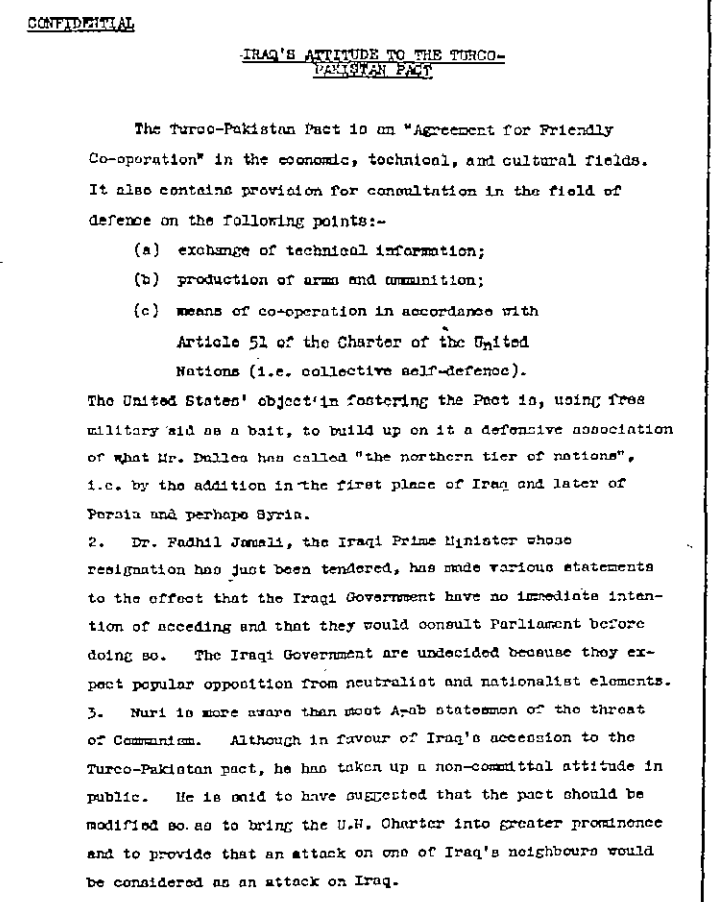 CONFIDENTIAL
IRAQ'S ATTITUDE TO THE TURCO-
PAKISTAN PACT
The Turco-Pakistan Pact is an "Agreement for Friendly
Co-operation" in the economic, technical, and cultural fields.
It also contains provision for consultation in the field of
defence on the following points:-
(a) exchange of technical information;
(b) production of arms and ammunition;
(c) means of co-operation in accordance with
Article 51 of the Charter of the United
Nations (i.e. collective self-defence).
The United States' object in fostering the Pact is, using free
military aid as a bait, to build up on it a defensive association
of what Mr. Dulles has called "the northern tier of nations",
i.e. by the addition in the first place of Iraq and later of
Persia and perhaps Syria.
2. Dr. Fadhil Jamali, the Iraqi Prime Minister whose
resignation has just been tendered, has made various statements
to the effect that the Iraqi Government have no immediate inten-
tion of acceding and that they would consult Parliament before
doing so. The Iraqi Government are undecided because they ex-
pect popular opposition from neutralist and nationalist elements.
3. Nuri is more aware than most Arab statesmen of the threat
of Communism. Although in favour of Iraq's accession to the
Turco-Pakistan pact, he has taken up a non-committal attitude in
public. He is said to have suggested that the pact should be
modified so as to bring the U.N. Charter into greater prominence
and to provide that an attack on one of Iraq's neighbours would
be considered as an attack on Iraq.